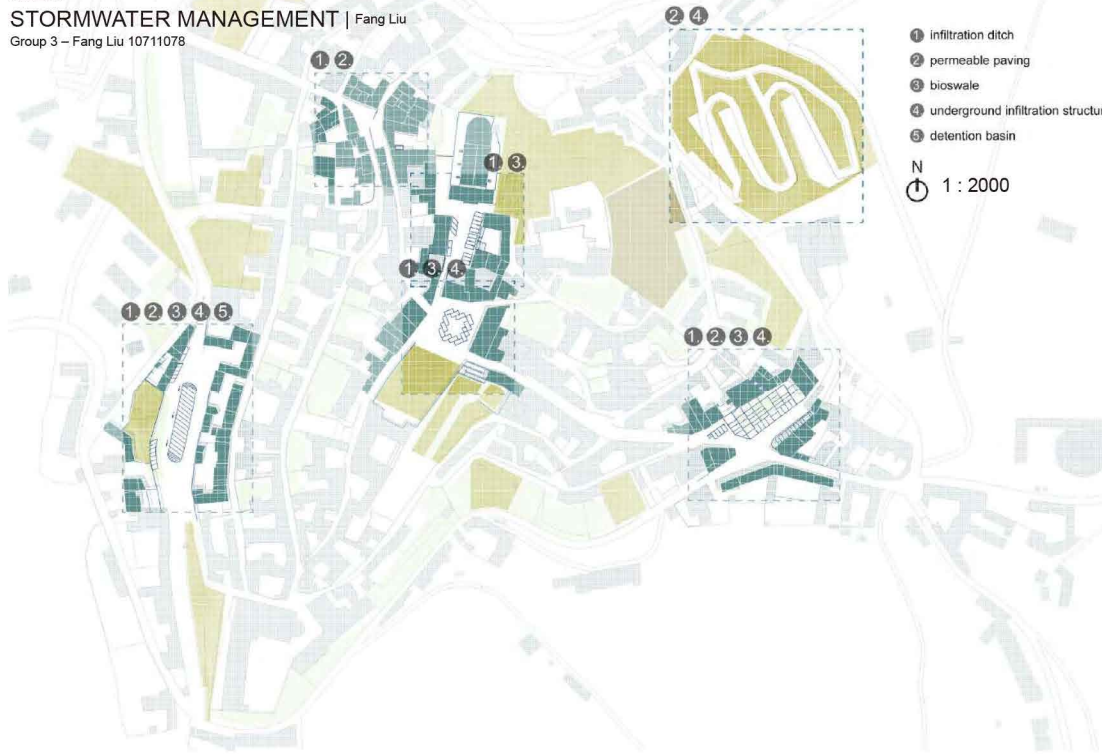 STORMWATER MANAGEMENT | Fang Liu
Group 3 – Fang Liu 10711078
2. 4.
1 infiltration ditch
2 permeable paving
3 bioswale
4 underground infiltration structur
5 detention basin
N
1 : 2000
1. 2.
1. 3.
1. 3. 4.
1. 2. 3 4. 5
1. 2. 3. 4.